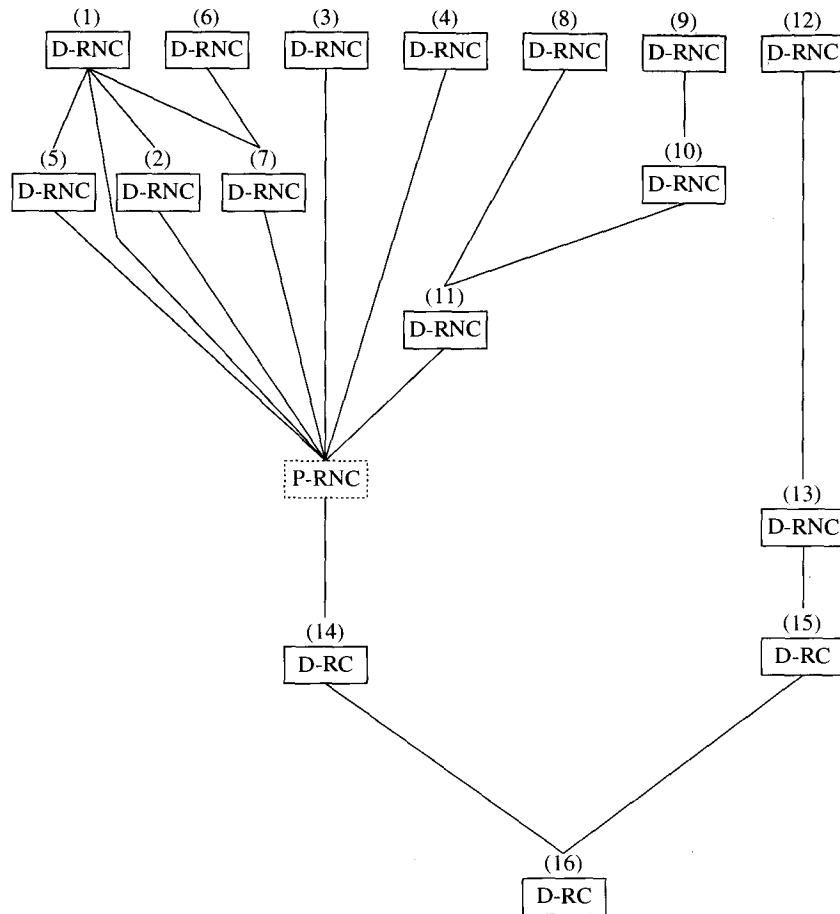 (1) (6) (3) (4) (8) (9) (12)
D-RNC D-RNC D-RNC D-RNC D-RNC D-RNC D-RNC
(5) (2) (7) (10)
D-RNC D-RNC D-RNC D-RNC
(11)
D-RNC
P-RNC
(13)
D-RNC
(14) (15)
D-RC D-RC
(16)
D-RC